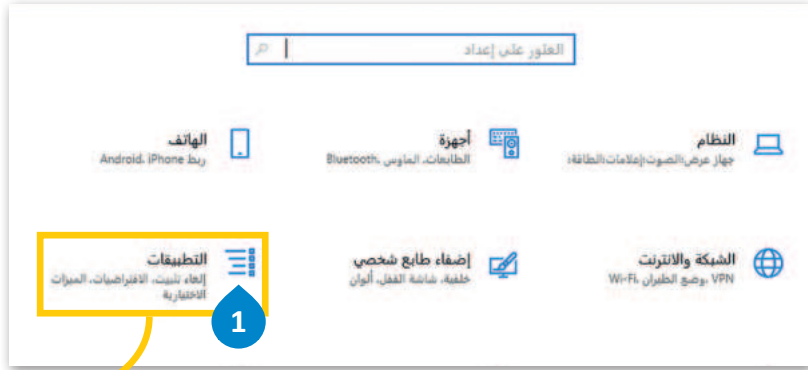 العثور على إعداد
النظام
جهاز عرض؛الصوت؛إعلامات؛الطاقة؛
أجهزة
الطابعات، الماوس ،Bluetooth
الهاتف
ربط Android، iPhone
الشبكة والانترنت
VPN ،وضع الطيران ،Wi-Fi
إضفاء طابع شخصي
خلفية، شاشة القفل، ألوان
التطبيقات
إلغاء تثبيت، الافتراضيات، الميزات
الاختيارية
1